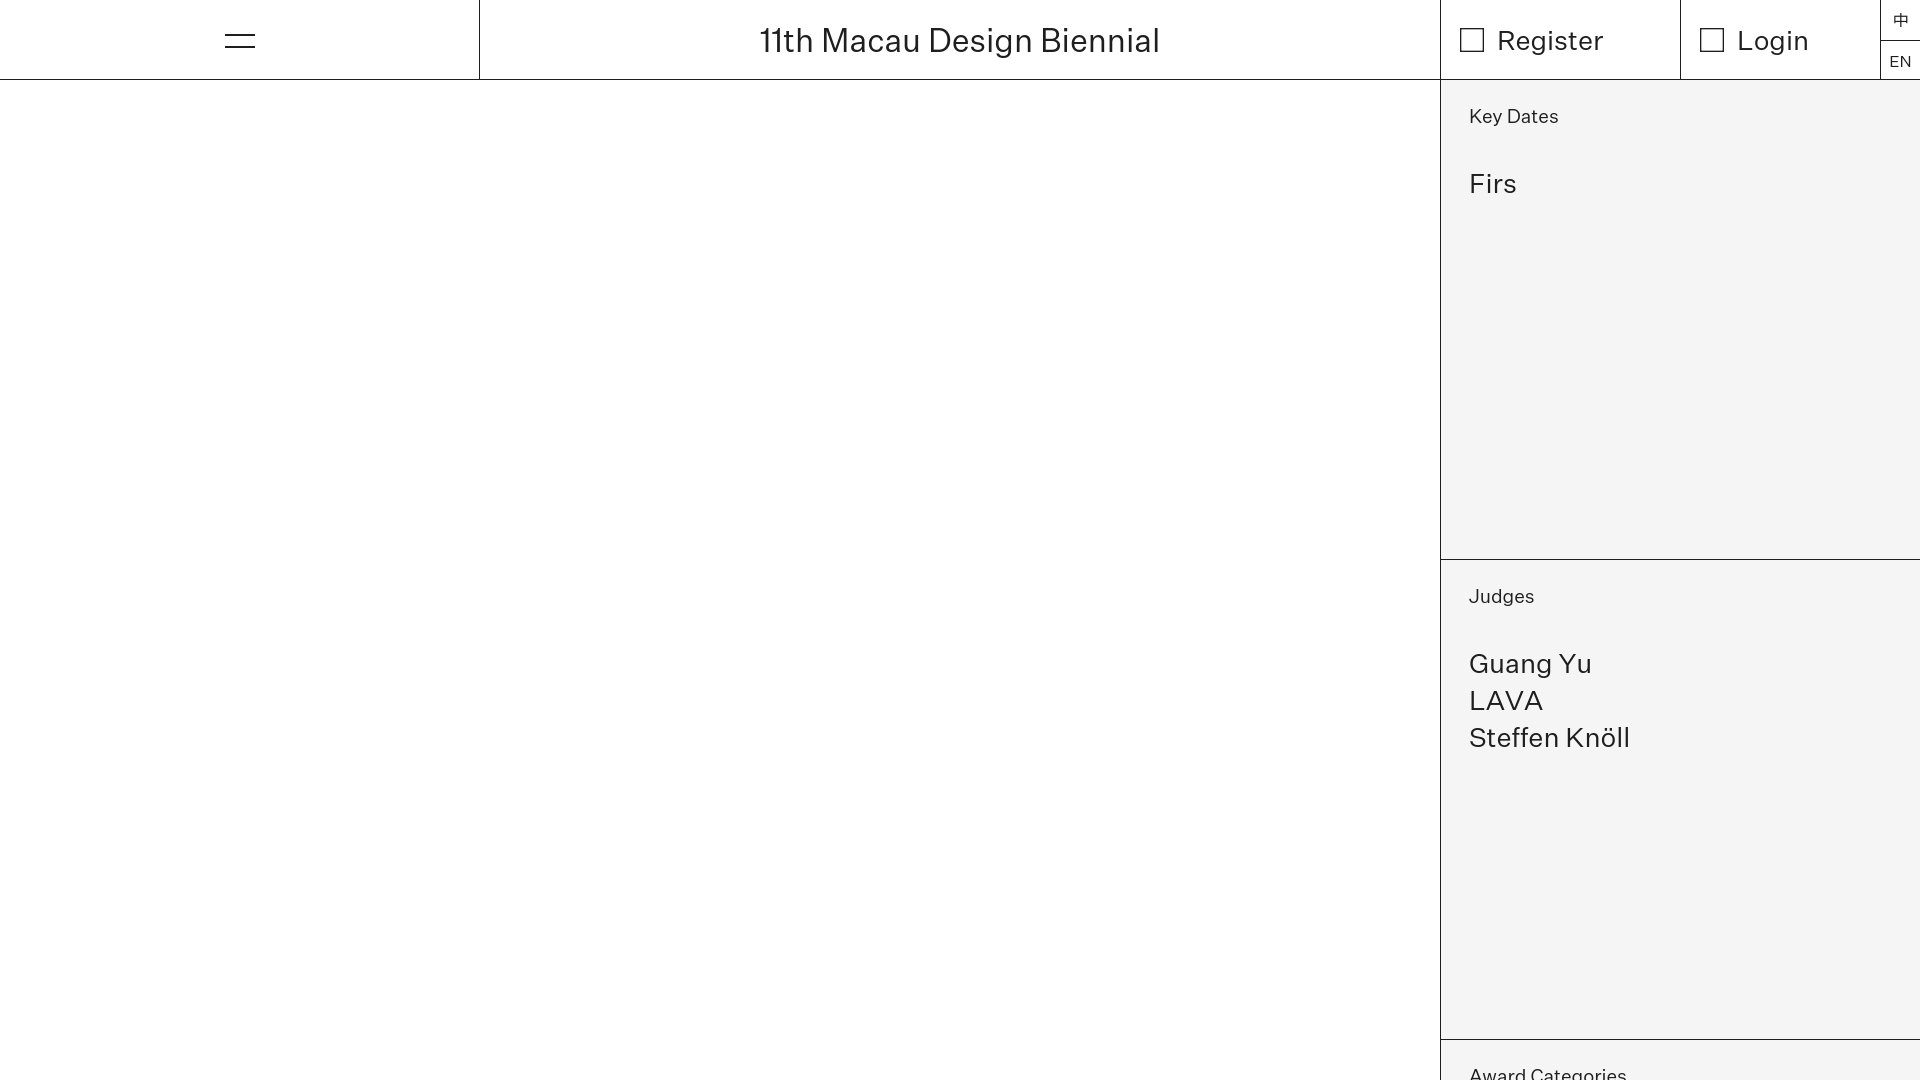 11th Macau Design Biennial
Register
Login
中
EN
Key Dates
Firs
Judges
Guang Yu
LAVA
Steffen Knöll
Award Categories